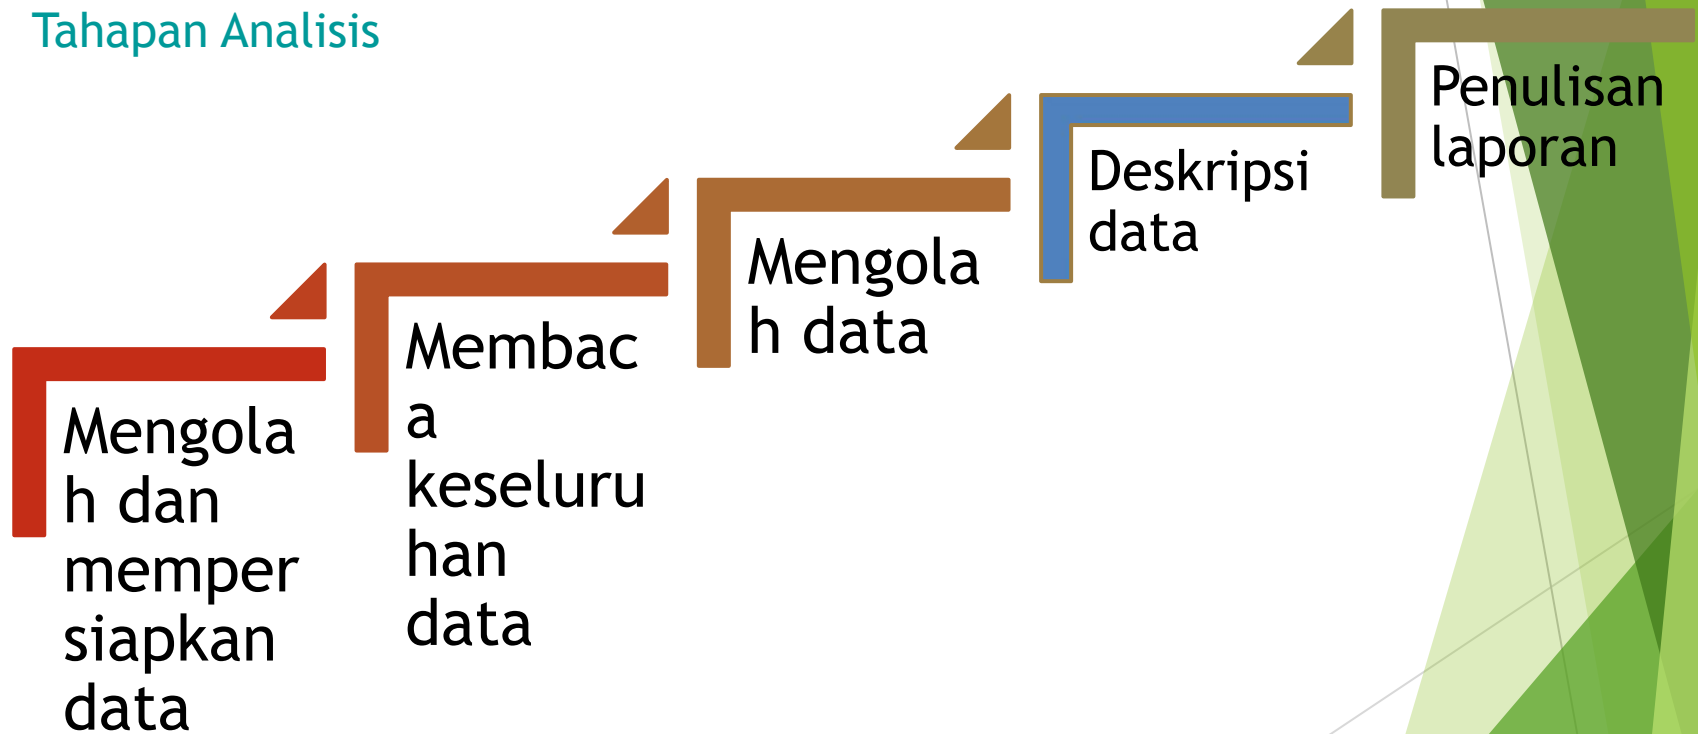 Tahapan Analisis
Mengola
h dan
memper
siapkan
data
Membac
a
keseluru
han
data
Mengola
h data
Deskripsi
data
Penulisan
laporan